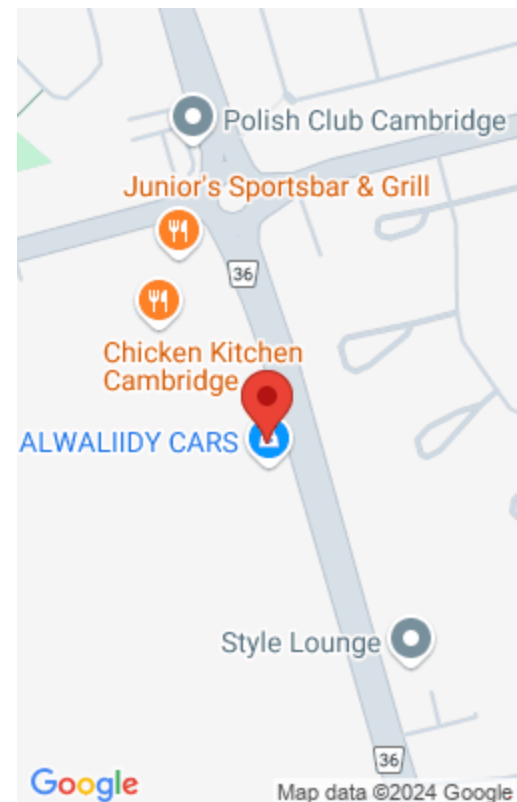 Polish Club Cambridge
Junior's Sportsbar & Grill
36
Chicken Kitchen
Cambridge
ALWALIIDY CARS
Style Lounge
36
Google
Map data ©2024 Google